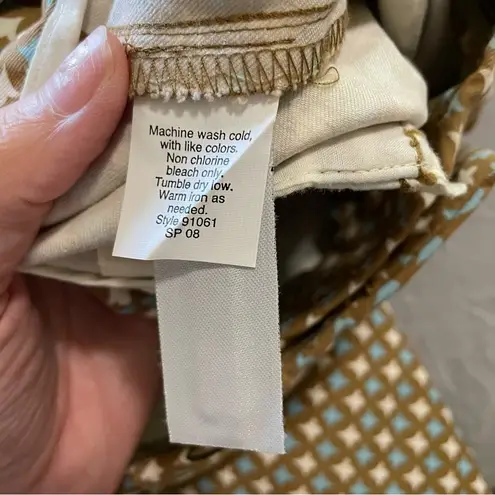 Machine wash cold,
with like colors.
Non chlorine
bleach only.
Tumble dry low.
Warm iron as
needed.
Style 91061
SP 08